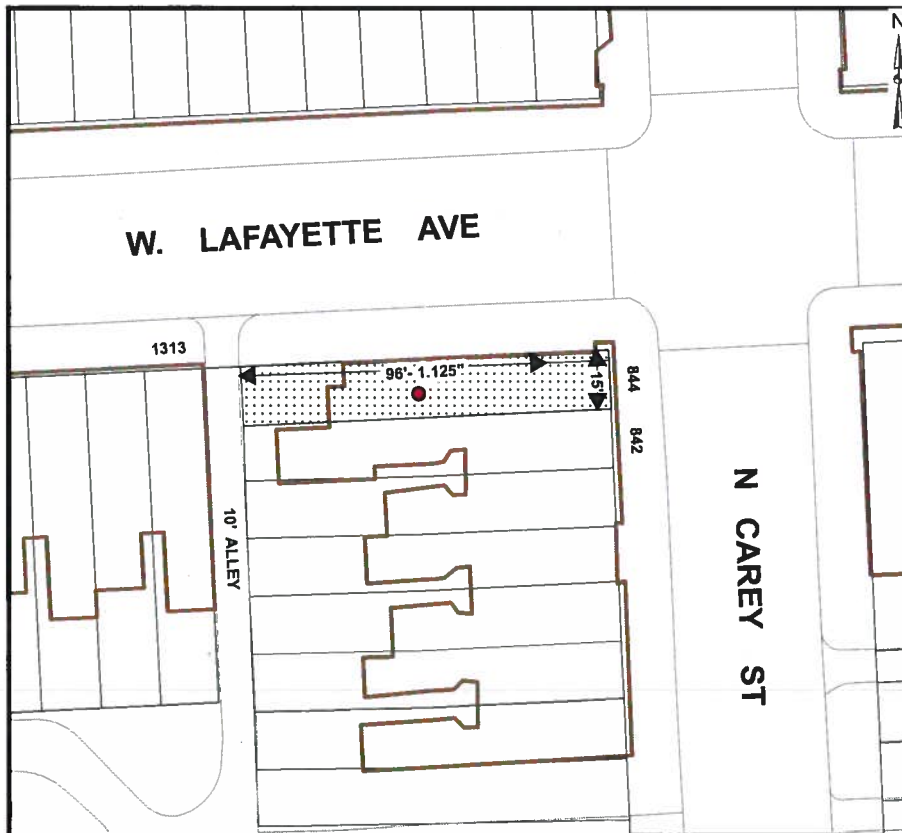 N
W. LAFAYETTE AVE
1313
96'- 1.125"
15'
844
842
10' ALLEY
N CAREY ST